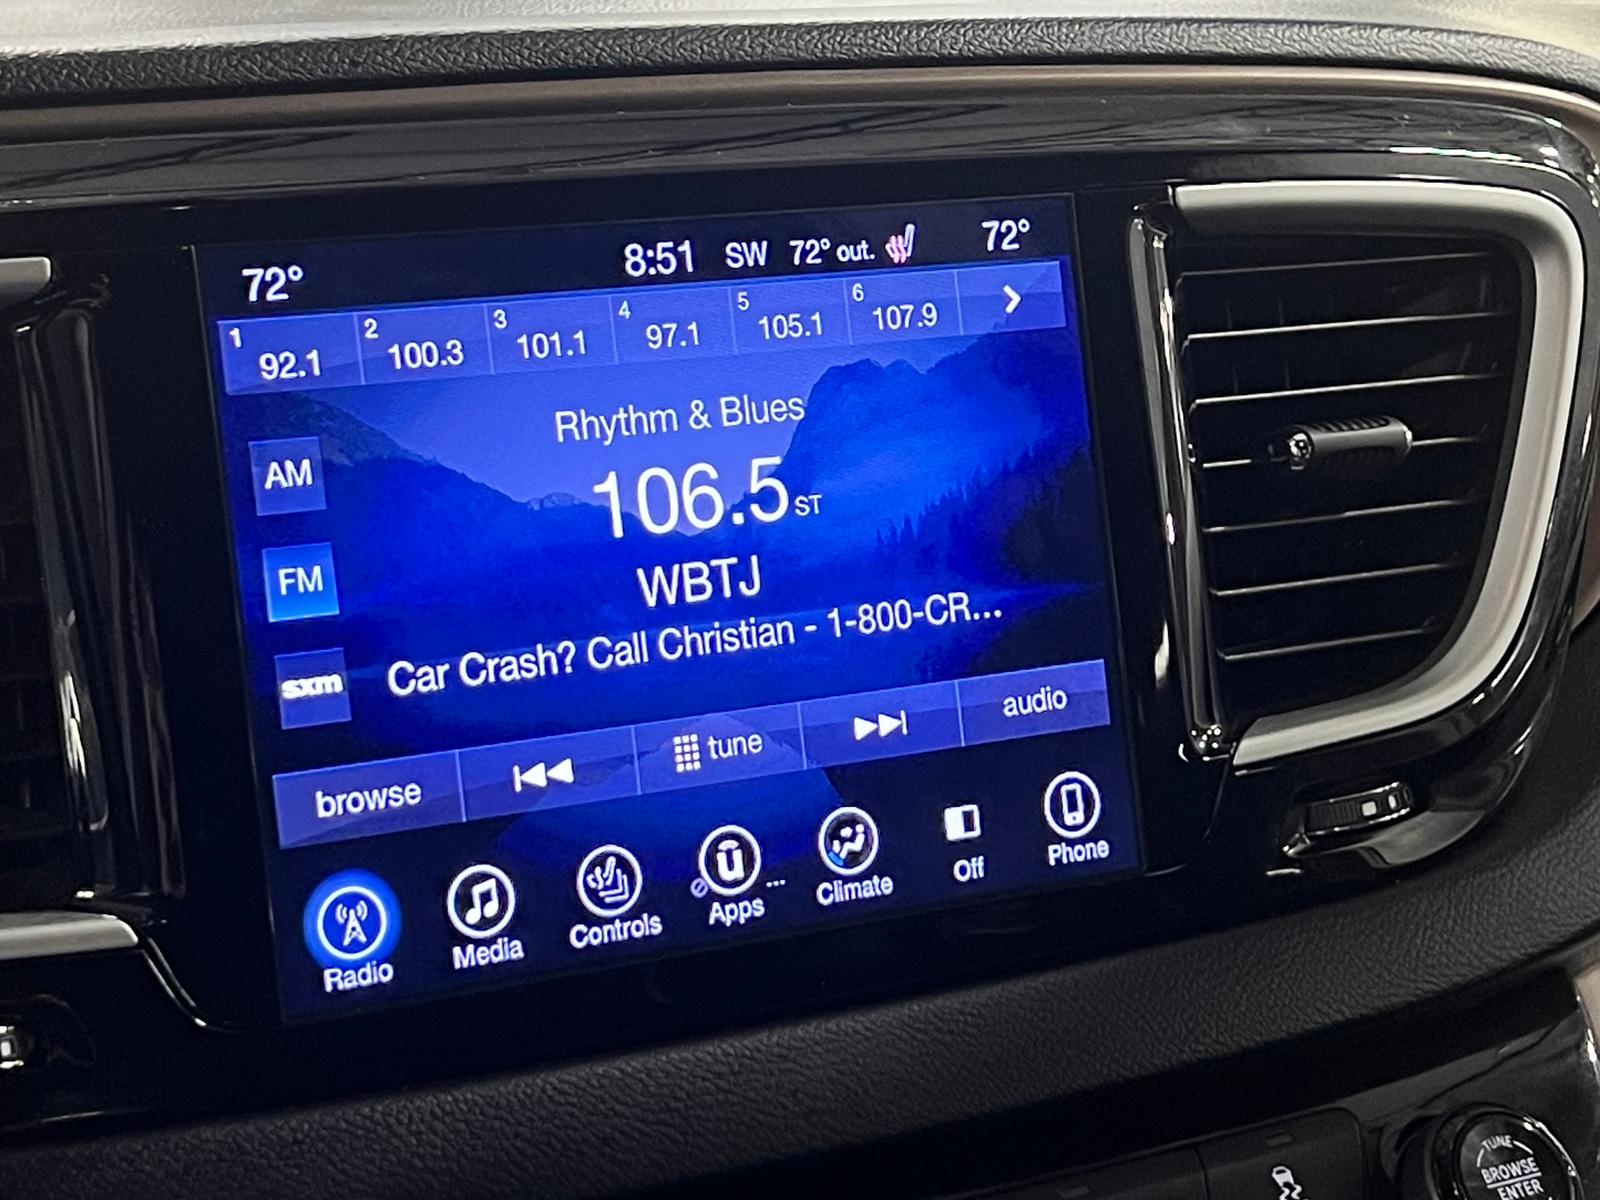 72° 8:51 SW 72° out. 72°
1 92.1 2 100.3 3 101.1 4 97.1 5 105.1 6 107.9
Rhythm & Blues
AM
106.5 ST
FM
WBTJ
sxm
Car Crash? Call Christian - 1-800-CR...
browse tune audio
Radio Media Controls Apps ... Climate Off Phone
TUNE
BROWSE
ENTER